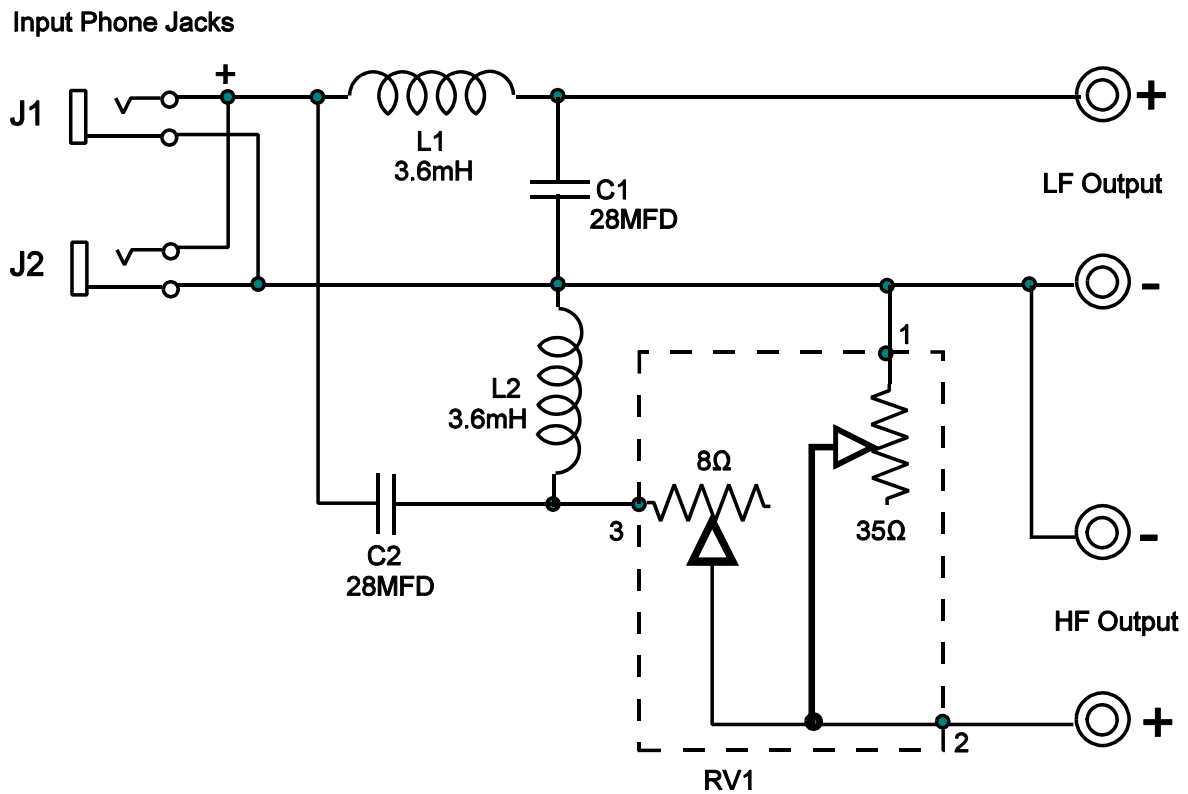 Input Phone Jacks
+
J1
L1
3.6mH
+
LF Output
C1
28MFD
J2
-
1
L2
3.6mH
8Ω
3
35Ω
-
C2
28MFD
HF Output
+
2
RV1